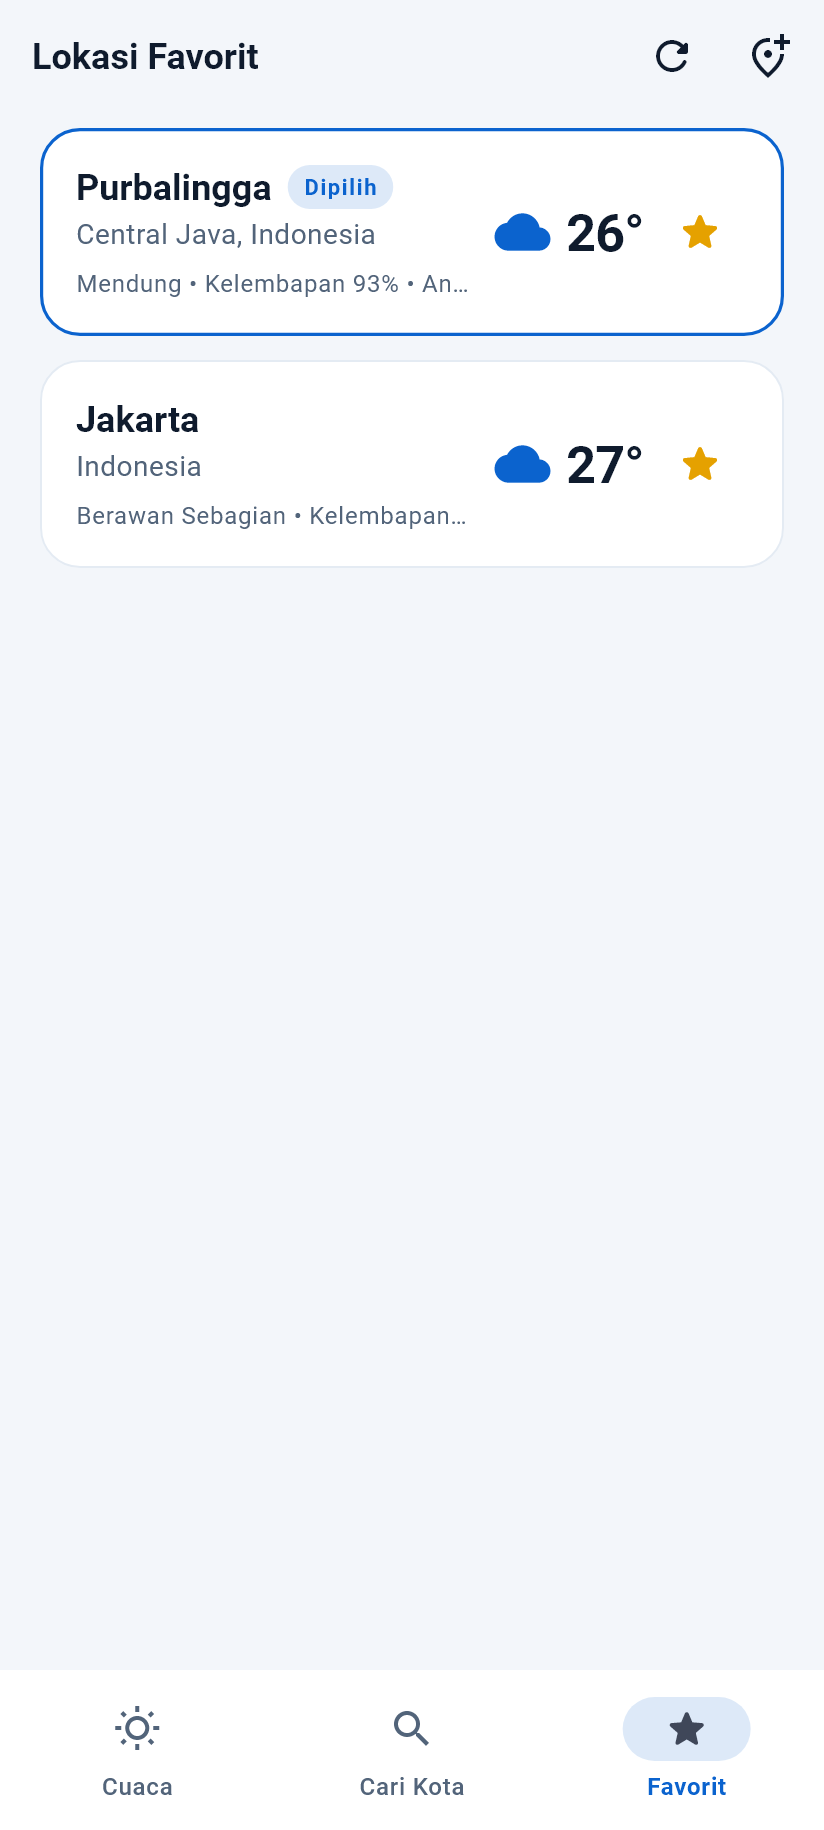 Lokasi Favorit
Purbalingga Dipilih
Central Java, Indonesia
26°
Mendung • Kelembapan 93% • An…
Jakarta
Indonesia
27°
Berawan Sebagian • Kelembapan…
Cuaca
Cari Kota
Favorit